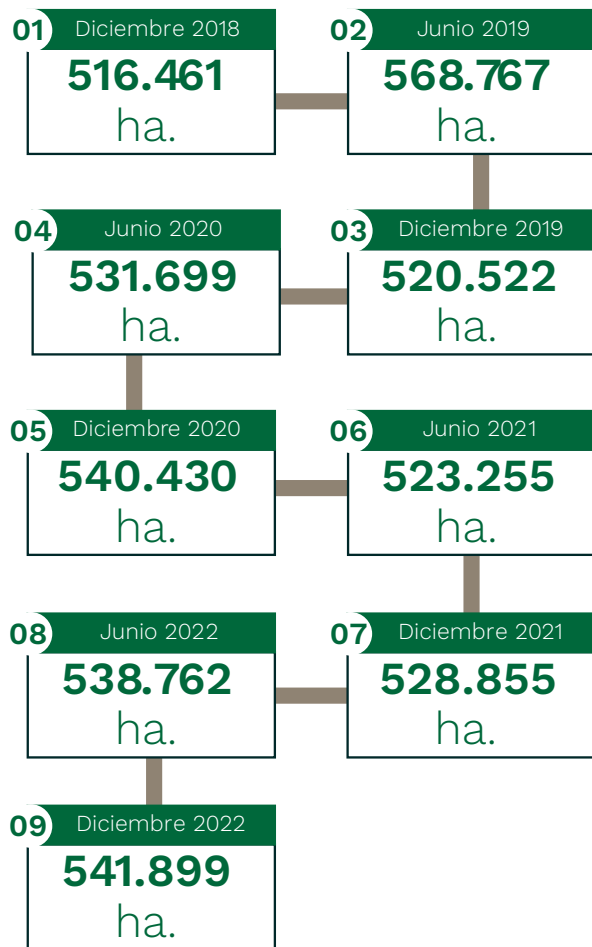 01 Diciembre 2018
516.461
ha.
02 Junio 2019
568.767
ha.
03 Diciembre 2019
520.522
ha.
04 Junio 2020
531.699
ha.
05 Diciembre 2020
540.430
ha.
06 Junio 2021
523.255
ha.
07 Diciembre 2021
528.855
ha.
08 Junio 2022
538.762
ha.
09 Diciembre 2022
541.899
ha.